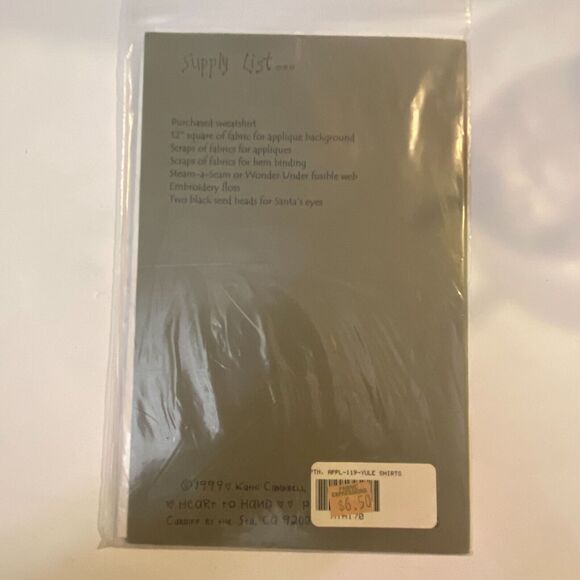 Supply List...
Purchased sweatshirt
12" square of fabric for applique background
Scraps of fabrics for appliques
Scraps of fabrics for hem binding
Steam-a-Seam or Wonder-Under fusible web
Embroidery floss
Two black seed beads for Santa's eyes
©1999
HEART to HAND
CARDIFF BY THE SEA, CA 9200
PTN. APPL-119-YULE SHIRTS
$6.50